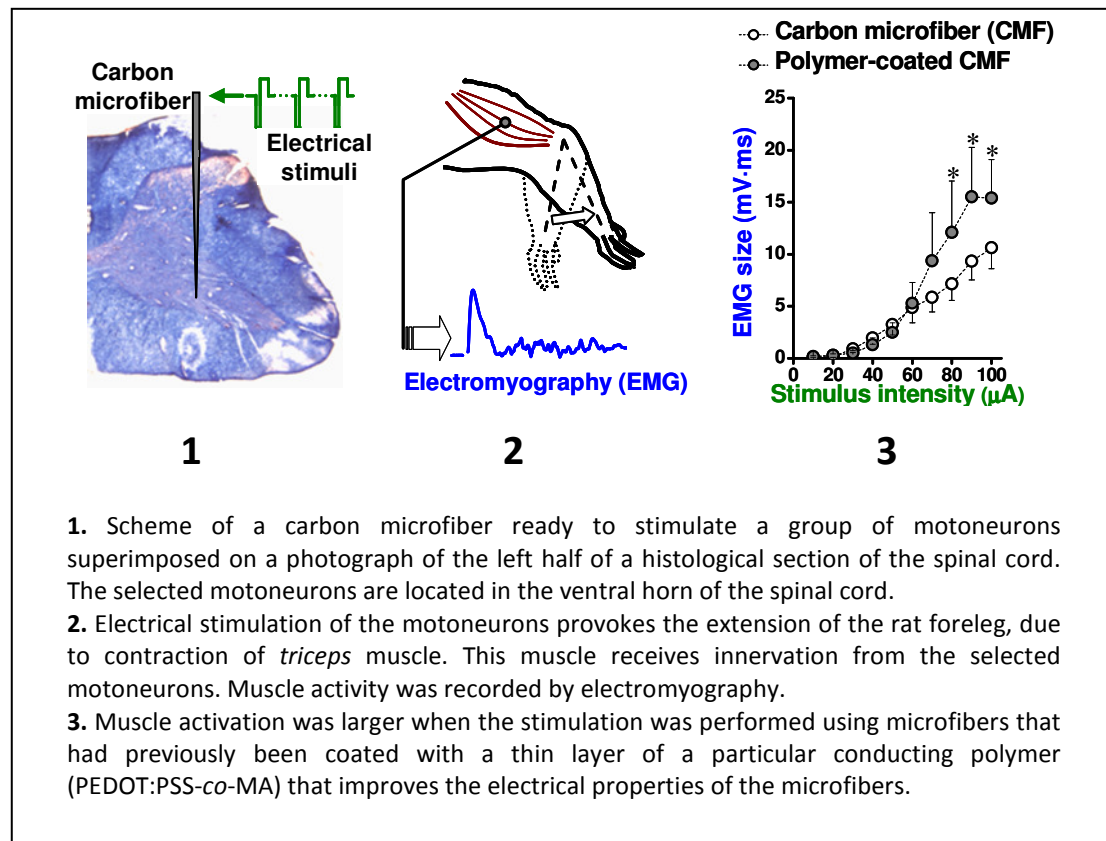 Carbon microfiber (CMF)
Polymer-coated CMF
Carbon
microfiber
Electrical
stimuli
Electromyography (EMG)
EMG size (mV·ms)
25
20
15
10
5
0
* * *
0 20 40 60 80 100
Stimulus intensity (μA)
1
2
3
1. Scheme of a carbon microfiber ready to stimulate a group of motoneurons
superimposed on a photograph of the left half of a histological section of the spinal cord.
The selected motoneurons are located in the ventral horn of the spinal cord.
2. Electrical stimulation of the motoneurons provokes the extension of the rat foreleg, due
to contraction of triceps muscle. This muscle receives innervation from the selected
motoneurons. Muscle activity was recorded by electromyography.
3. Muscle activation was larger when the stimulation was performed using microfibers that
had previously been coated with a thin layer of a particular conducting polymer
(PEDOT:PSS-co-MA) that improves the electrical properties of the microfibers.